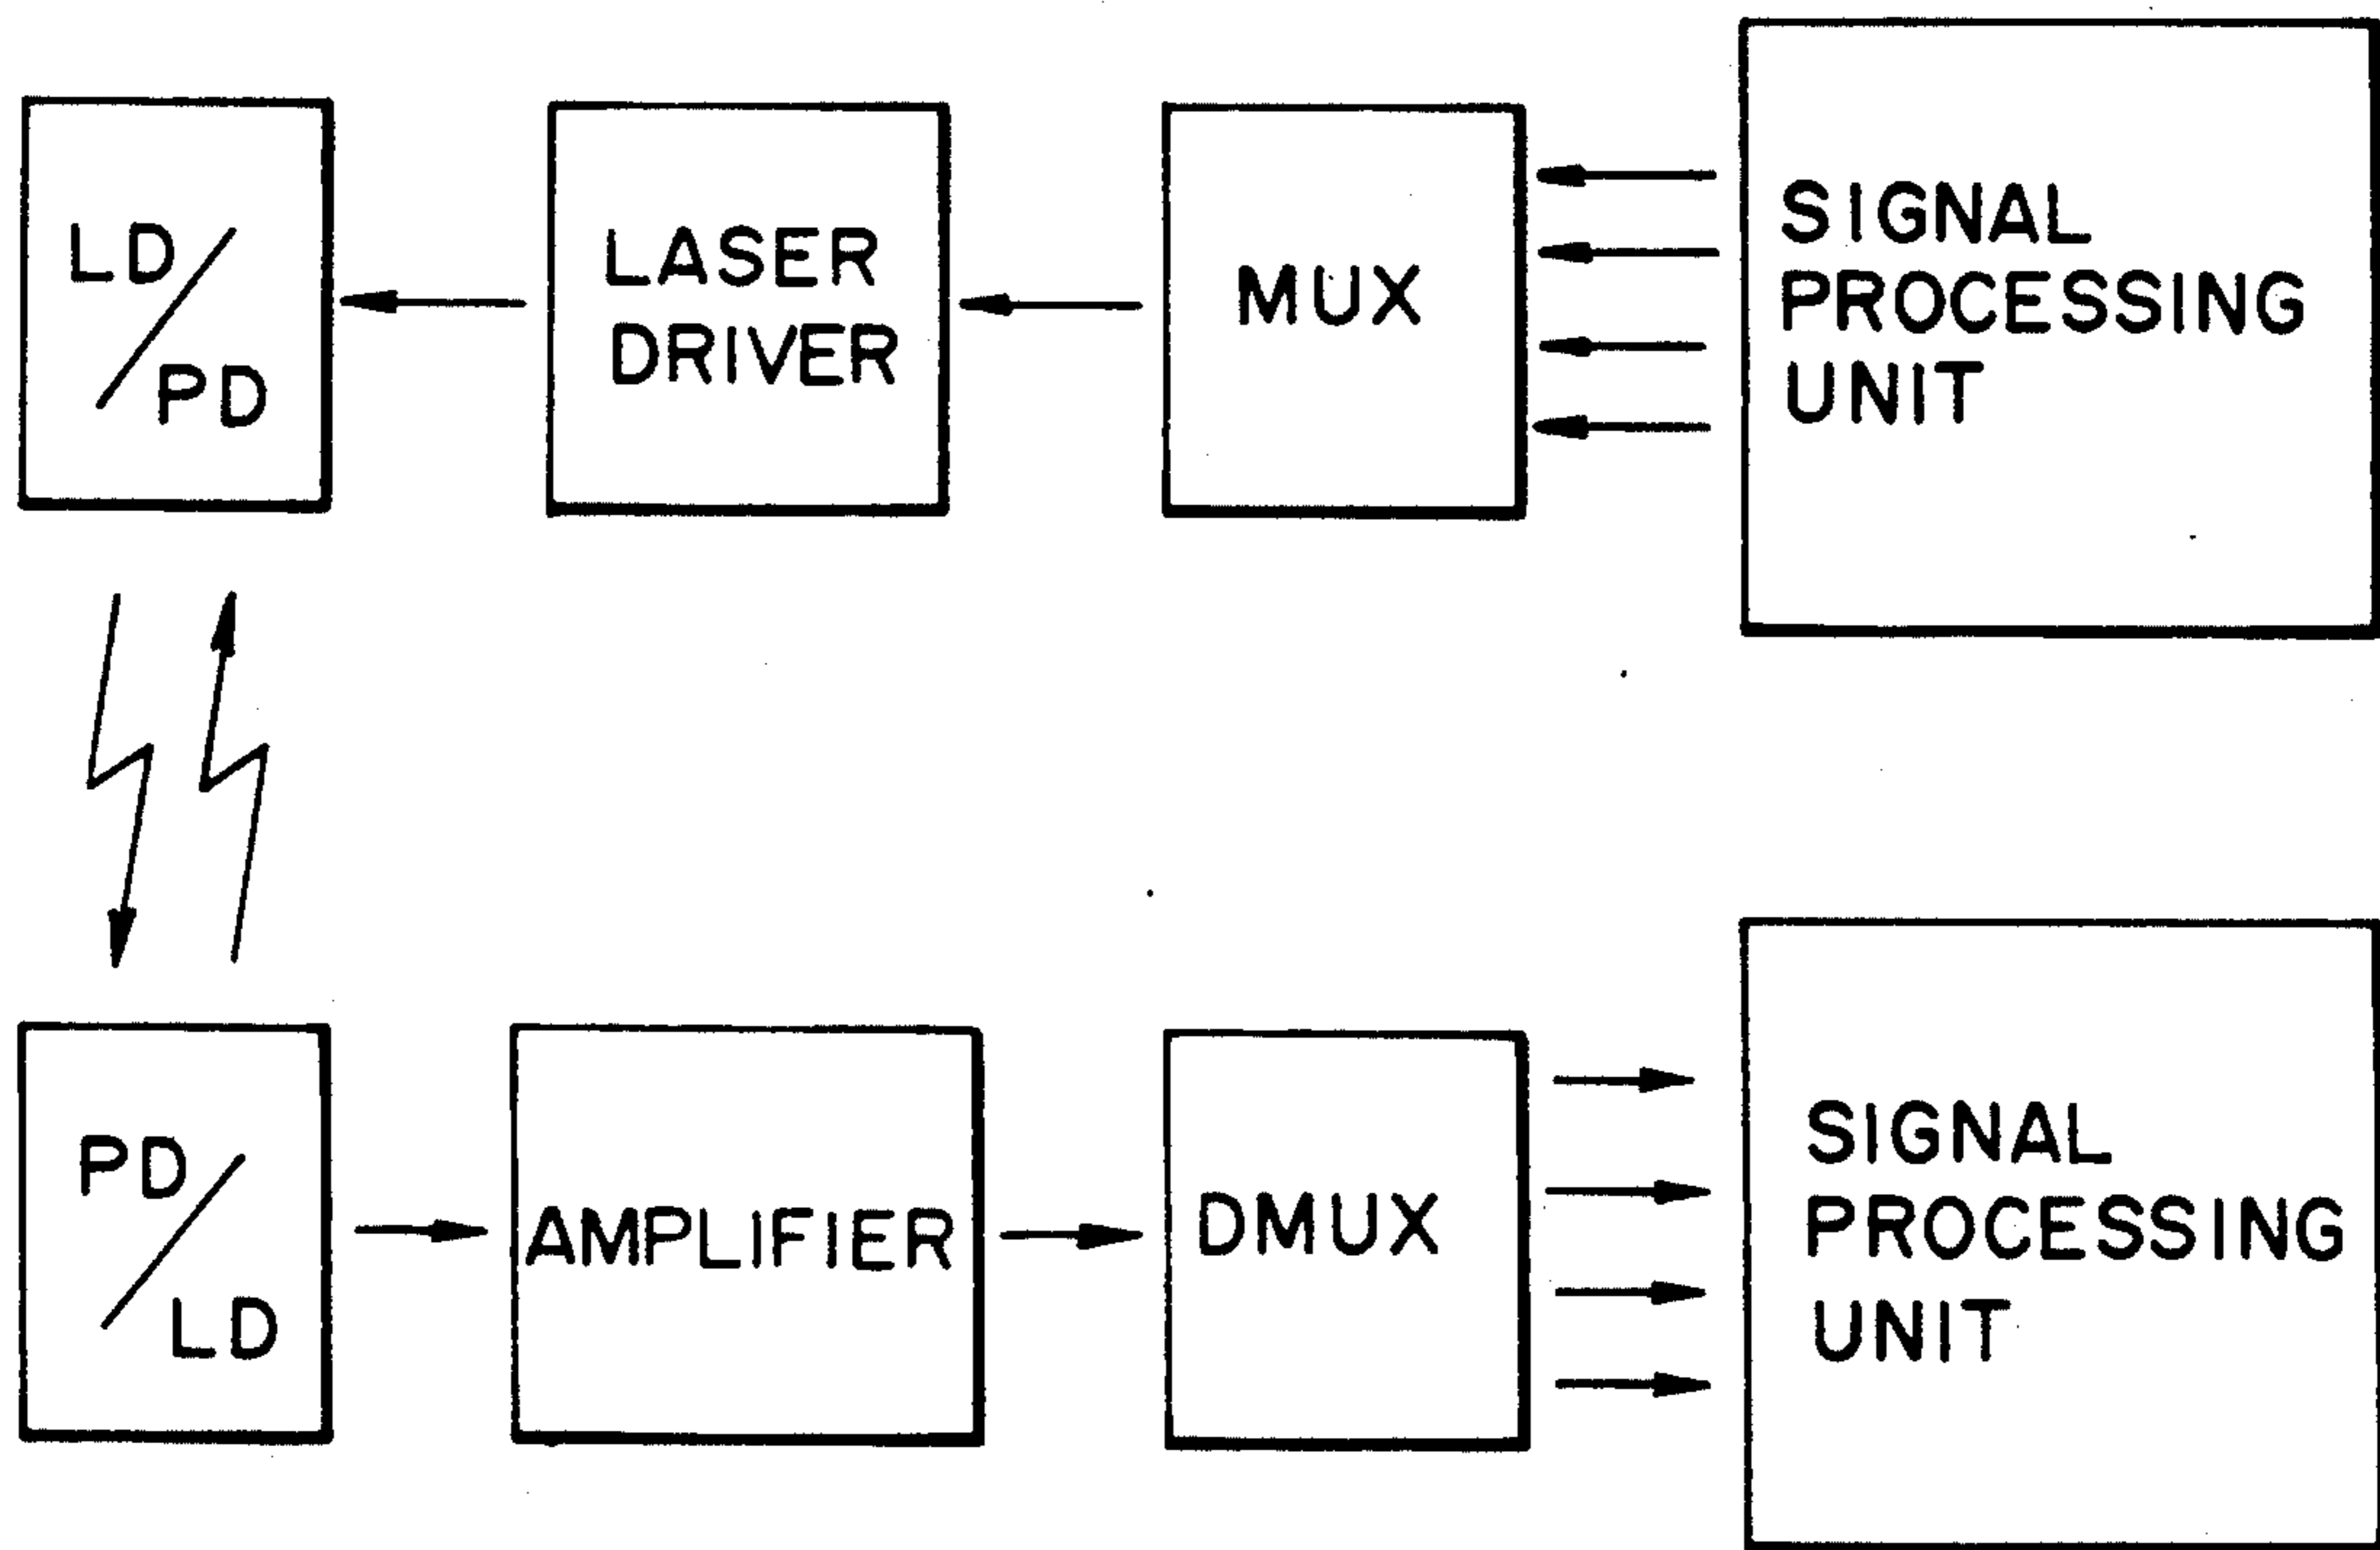 LD/PD
LASER
DRIVER
MUX
SIGNAL
PROCESSING
UNIT
PD/LD
AMPLIFIER
DMUX
SIGNAL
PROCESSING
UNIT